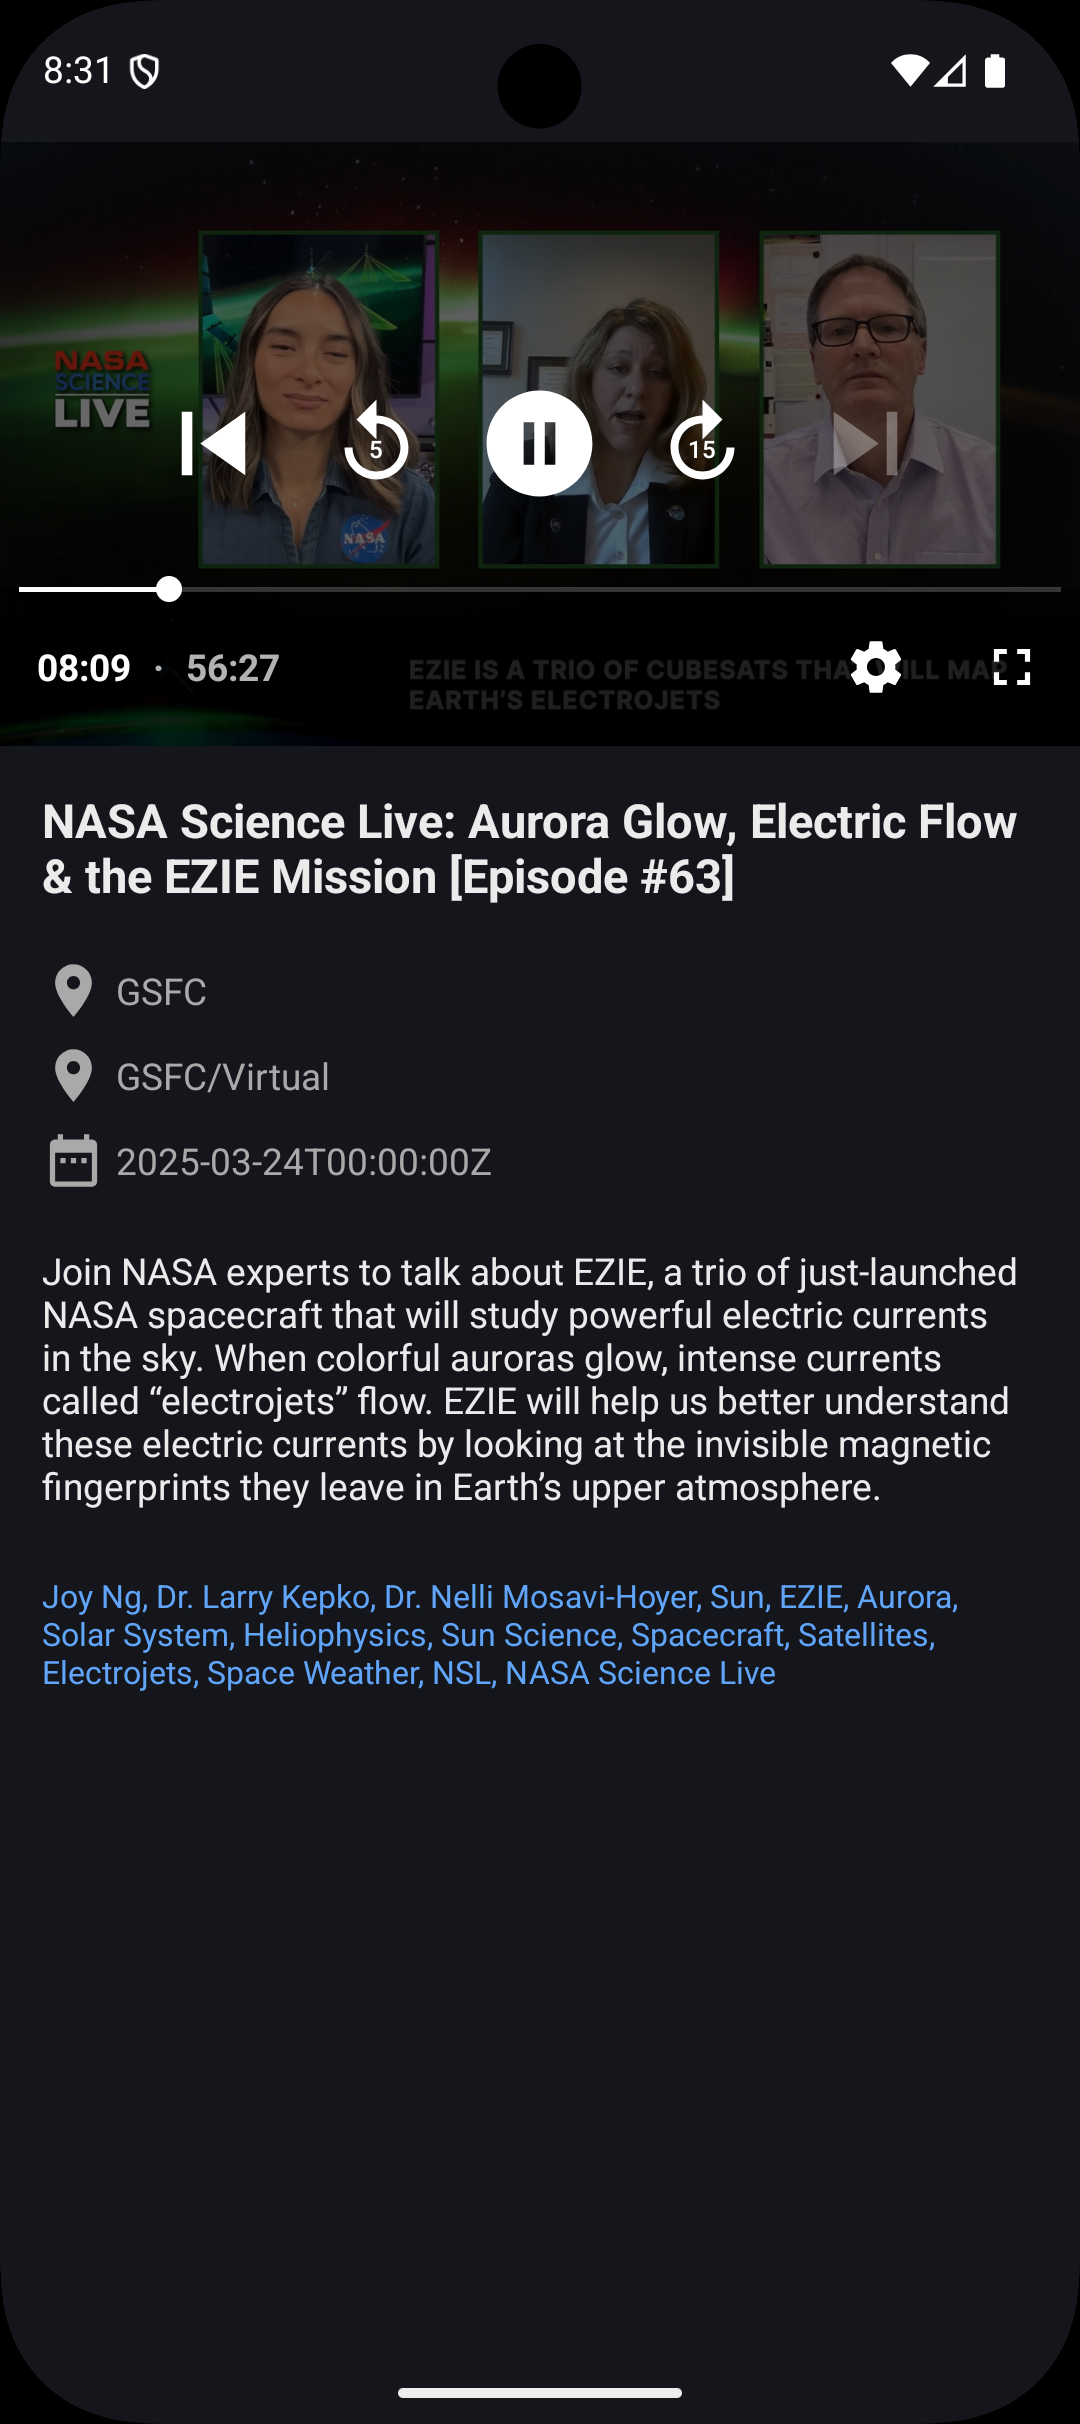 8:31
NASA
SCIENCE
LIVE
5
15
NASA
08:09 · 56:27
EZIE IS A TRIO OF CUBESATS THA WILL MAP
EARTH'S ELECTROJETS
NASA Science Live: Aurora Glow, Electric Flow
& the EZIE Mission [Episode #63]
GSFC
GSFC/Virtual
2025-03-24T00:00:00Z
Join NASA experts to talk about EZIE, a trio of just-launched
NASA spacecraft that will study powerful electric currents
in the sky. When colorful auroras glow, intense currents
called “electrojets” flow. EZIE will help us better understand
these electric currents by looking at the invisible magnetic
fingerprints they leave in Earth’s upper atmosphere.
Joy Ng, Dr. Larry Kepko, Dr. Nelli Mosavi-Hoyer, Sun, EZIE, Aurora,
Solar System, Heliophysics, Sun Science, Spacecraft, Satellites,
Electrojets, Space Weather, NSL, NASA Science Live